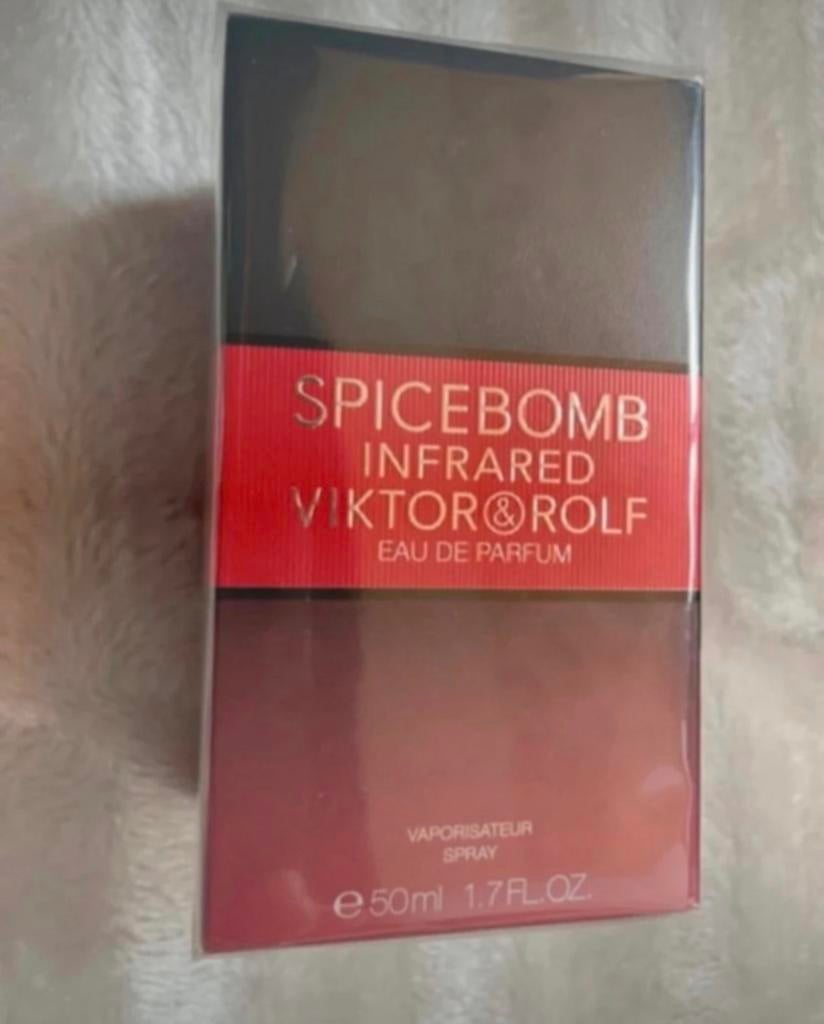 SPICEBOMB
INFRARED
VIKTOR&ROLF
EAU DE PARFUM
VAPORISATEUR
SPRAY
℮50ml 1.7FL.OZ.